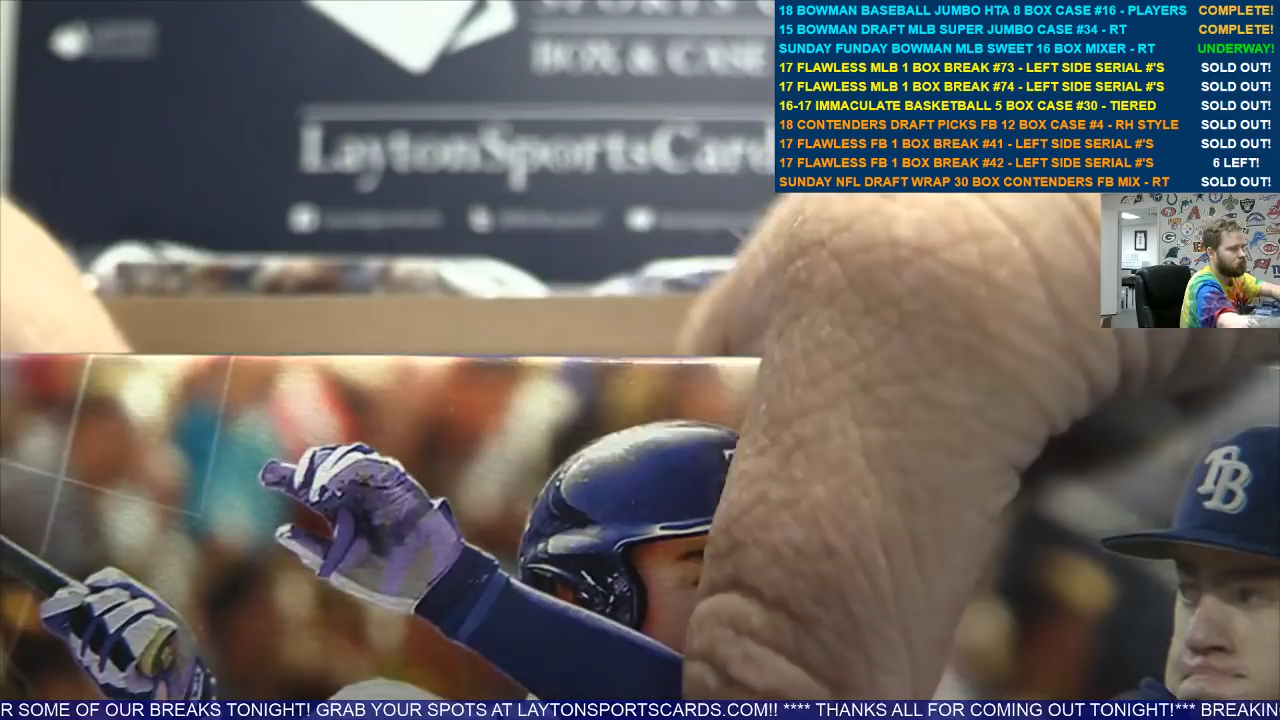 18 BOWMAN BASEBALL JUMBO HTA 8 BOX CASE #16 - PLAYERS COMPLETE!
15 BOWMAN DRAFT MLB SUPER JUMBO CASE #34 - RT COMPLETE!
SUNDAY FUNDAY BOWMAN MLB SWEET 16 BOX MIXER - RT UNDERWAY!
17 FLAWLESS MLB 1 BOX BREAK #73 - LEFT SIDE SERIAL #'S SOLD OUT!
17 FLAWLESS MLB 1 BOX BREAK #74 - LEFT SIDE SERIAL #'S SOLD OUT!
16-17 IMMACULATE BASKETBALL 5 BOX CASE #30 - TIERED SOLD OUT!
18 CONTENDERS DRAFT PICKS FB 12 BOX CASE #4 - RH STYLE SOLD OUT!
17 FLAWLESS FB 1 BOX BREAK #41 - LEFT SIDE SERIAL #'S SOLD OUT!
17 FLAWLESS FB 1 BOX BREAK #42 - LEFT SIDE SERIAL #'S 6 LEFT!
SUNDAY NFL DRAFT WRAP 30 BOX CONTENDERS FB MIX - RT SOLD OUT!
SPORTS
BOX & CASE
LaytonSportsCard
TB
R SOME OF OUR BREAKS TONIGHT! GRAB YOUR SPOTS AT LAYTONSPORTSCARDS.COM!! **** THANKS ALL FOR COMING OUT TONIGHT!*** BREAKIN